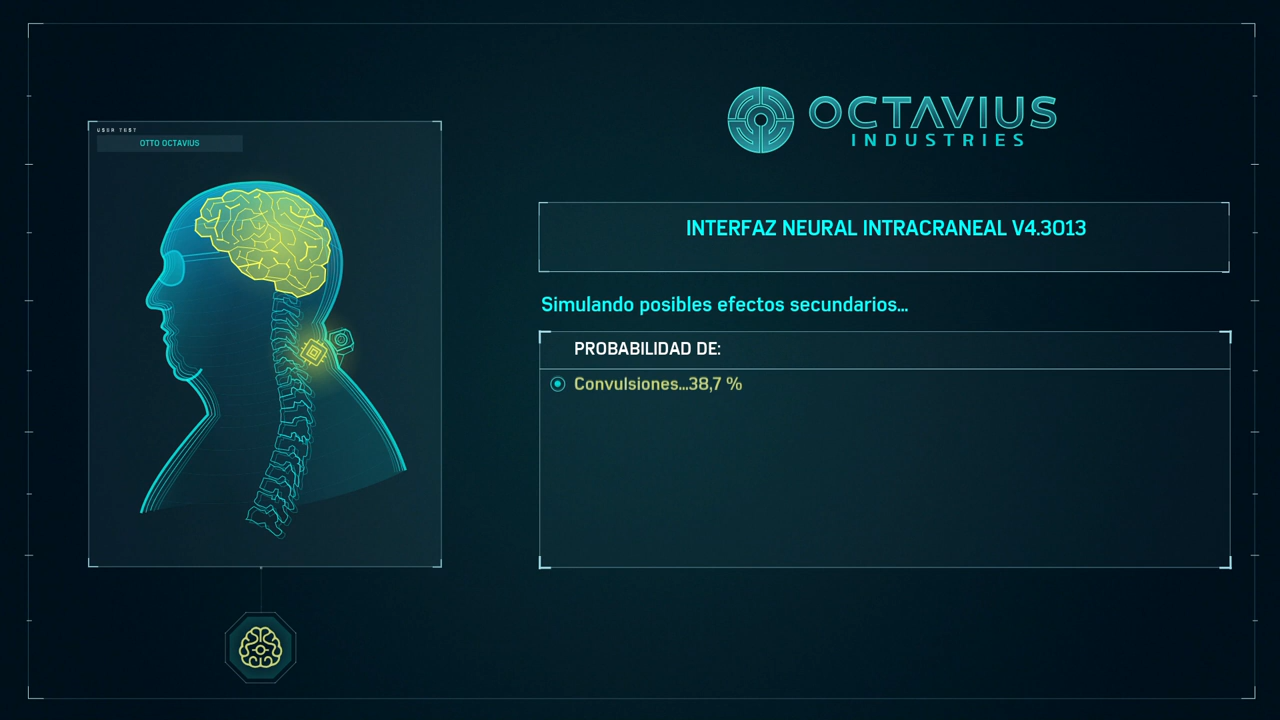 USER TEST
OTTO OCTAVIUS
OCTAVIUS
INDUSTRIES
INTERFAZ NEURAL INTRACRANEAL V4.3013
Simulando posibles efectos secundarios...
PROBABILIDAD DE:
Convulsiones...38,7 %